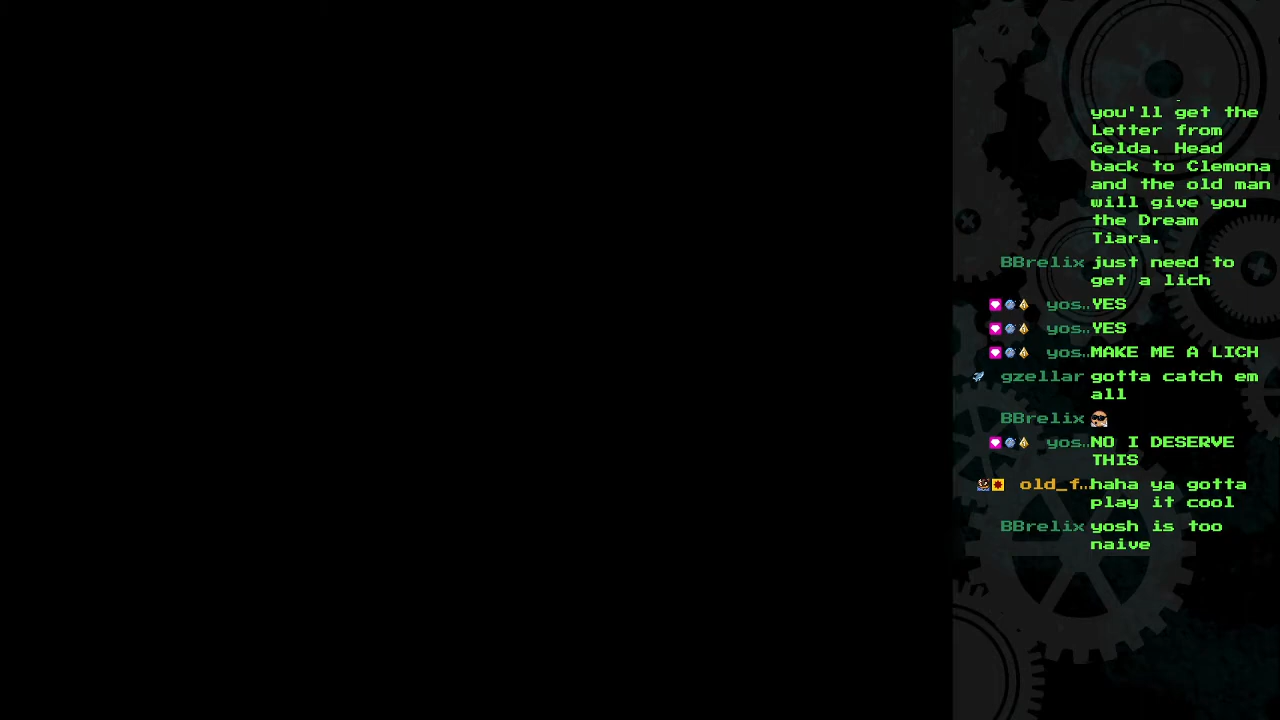 you'll get the
Letter from
Gelda. Head
back to Clemona
and the old man
will give you
the Dream
Tiara.
BBrelix just need to
get a lich
yos..YES
yos..YES
yos..MAKE ME A LICH
gzellar gotta catch em
all
BBrelix
yos..NO I DESERVE
THIS
old_f..haha ya gotta
play it cool
BBrelix yosh is too
naive